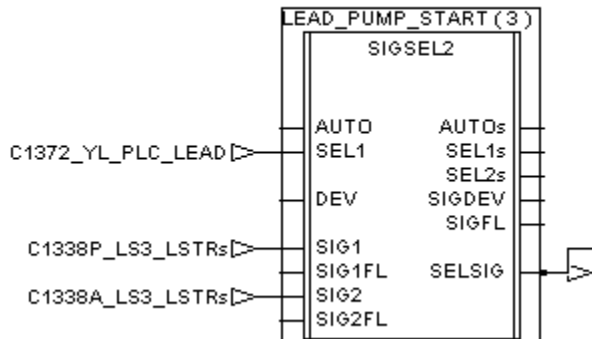 LEAD_PUMP_START(3)
SIGSEL2
AUTO AUTOs
C1372_YL_PLC_LEAD SEL1 SEL1s
SEL2s
DEV SIGDEV
SIGFL
C1338P_LS3_LSTRs SIG1
SIG1FL SELSIG
C1338A_LS3_LSTRs SIG2
SIG2FL